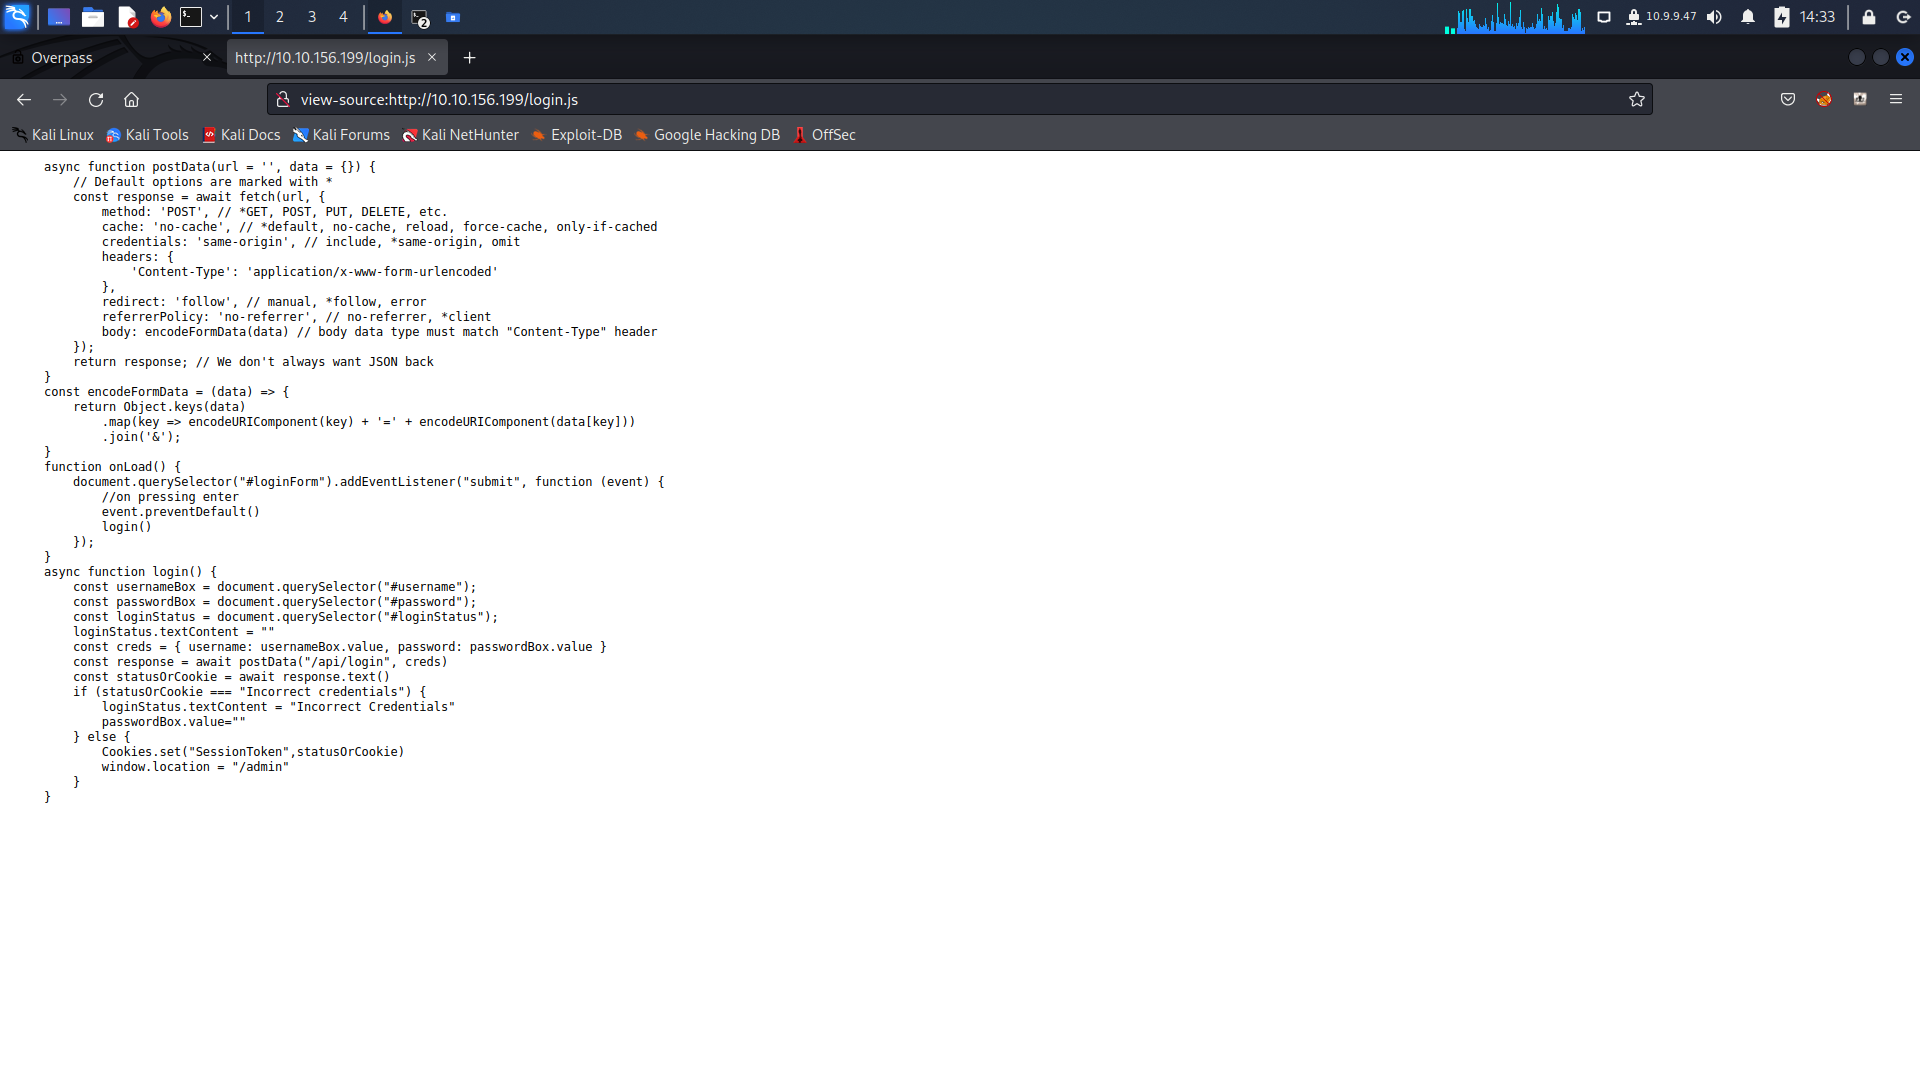 1 2 3 4 2 10.9.9.47 14:33
Overpass
http://10.10.156.199/login.js
view-source:http://10.10.156.199/login.js
Kali Linux Kali Tools Kali Docs Kali Forums Kali NetHunter Exploit-DB Google Hacking DB OffSec
async function postData(url = '', data = {}) {
    // Default options are marked with *
    const response = await fetch(url, {
        method: 'POST', // *GET, POST, PUT, DELETE, etc.
        cache: 'no-cache', // *default, no-cache, reload, force-cache, only-if-cached
        credentials: 'same-origin', // include, *same-origin, omit
        headers: {
            'Content-Type': 'application/x-www-form-urlencoded'
        },
        redirect: 'follow', // manual, *follow, error
        referrerPolicy: 'no-referrer', // no-referrer, *client
        body: encodeFormData(data) // body data type must match "Content-Type" header
    });
    return response; // We don't always want JSON back
}
const encodeFormData = (data) => {
    return Object.keys(data)
        .map(key => encodeURIComponent(key) + '=' + encodeURIComponent(data[key]))
        .join('&');
}
function onLoad() {
    document.querySelector("#loginForm").addEventListener("submit", function (event) {
        //on pressing enter
        event.preventDefault()
        login()
    });
}
async function login() {
    const usernameBox = document.querySelector("#username");
    const passwordBox = document.querySelector("#password");
    const loginStatus = document.querySelector("#loginStatus");
    loginStatus.textContent = ""
    const creds = { username: usernameBox.value, password: passwordBox.value }
    const response = await postData("/api/login", creds)
    const statusOrCookie = await response.text()
    if (statusOrCookie === "Incorrect credentials") {
        loginStatus.textContent = "Incorrect Credentials"
        passwordBox.value=""
    } else {
        Cookies.set("SessionToken",statusOrCookie)
        window.location = "/admin"
    }
}